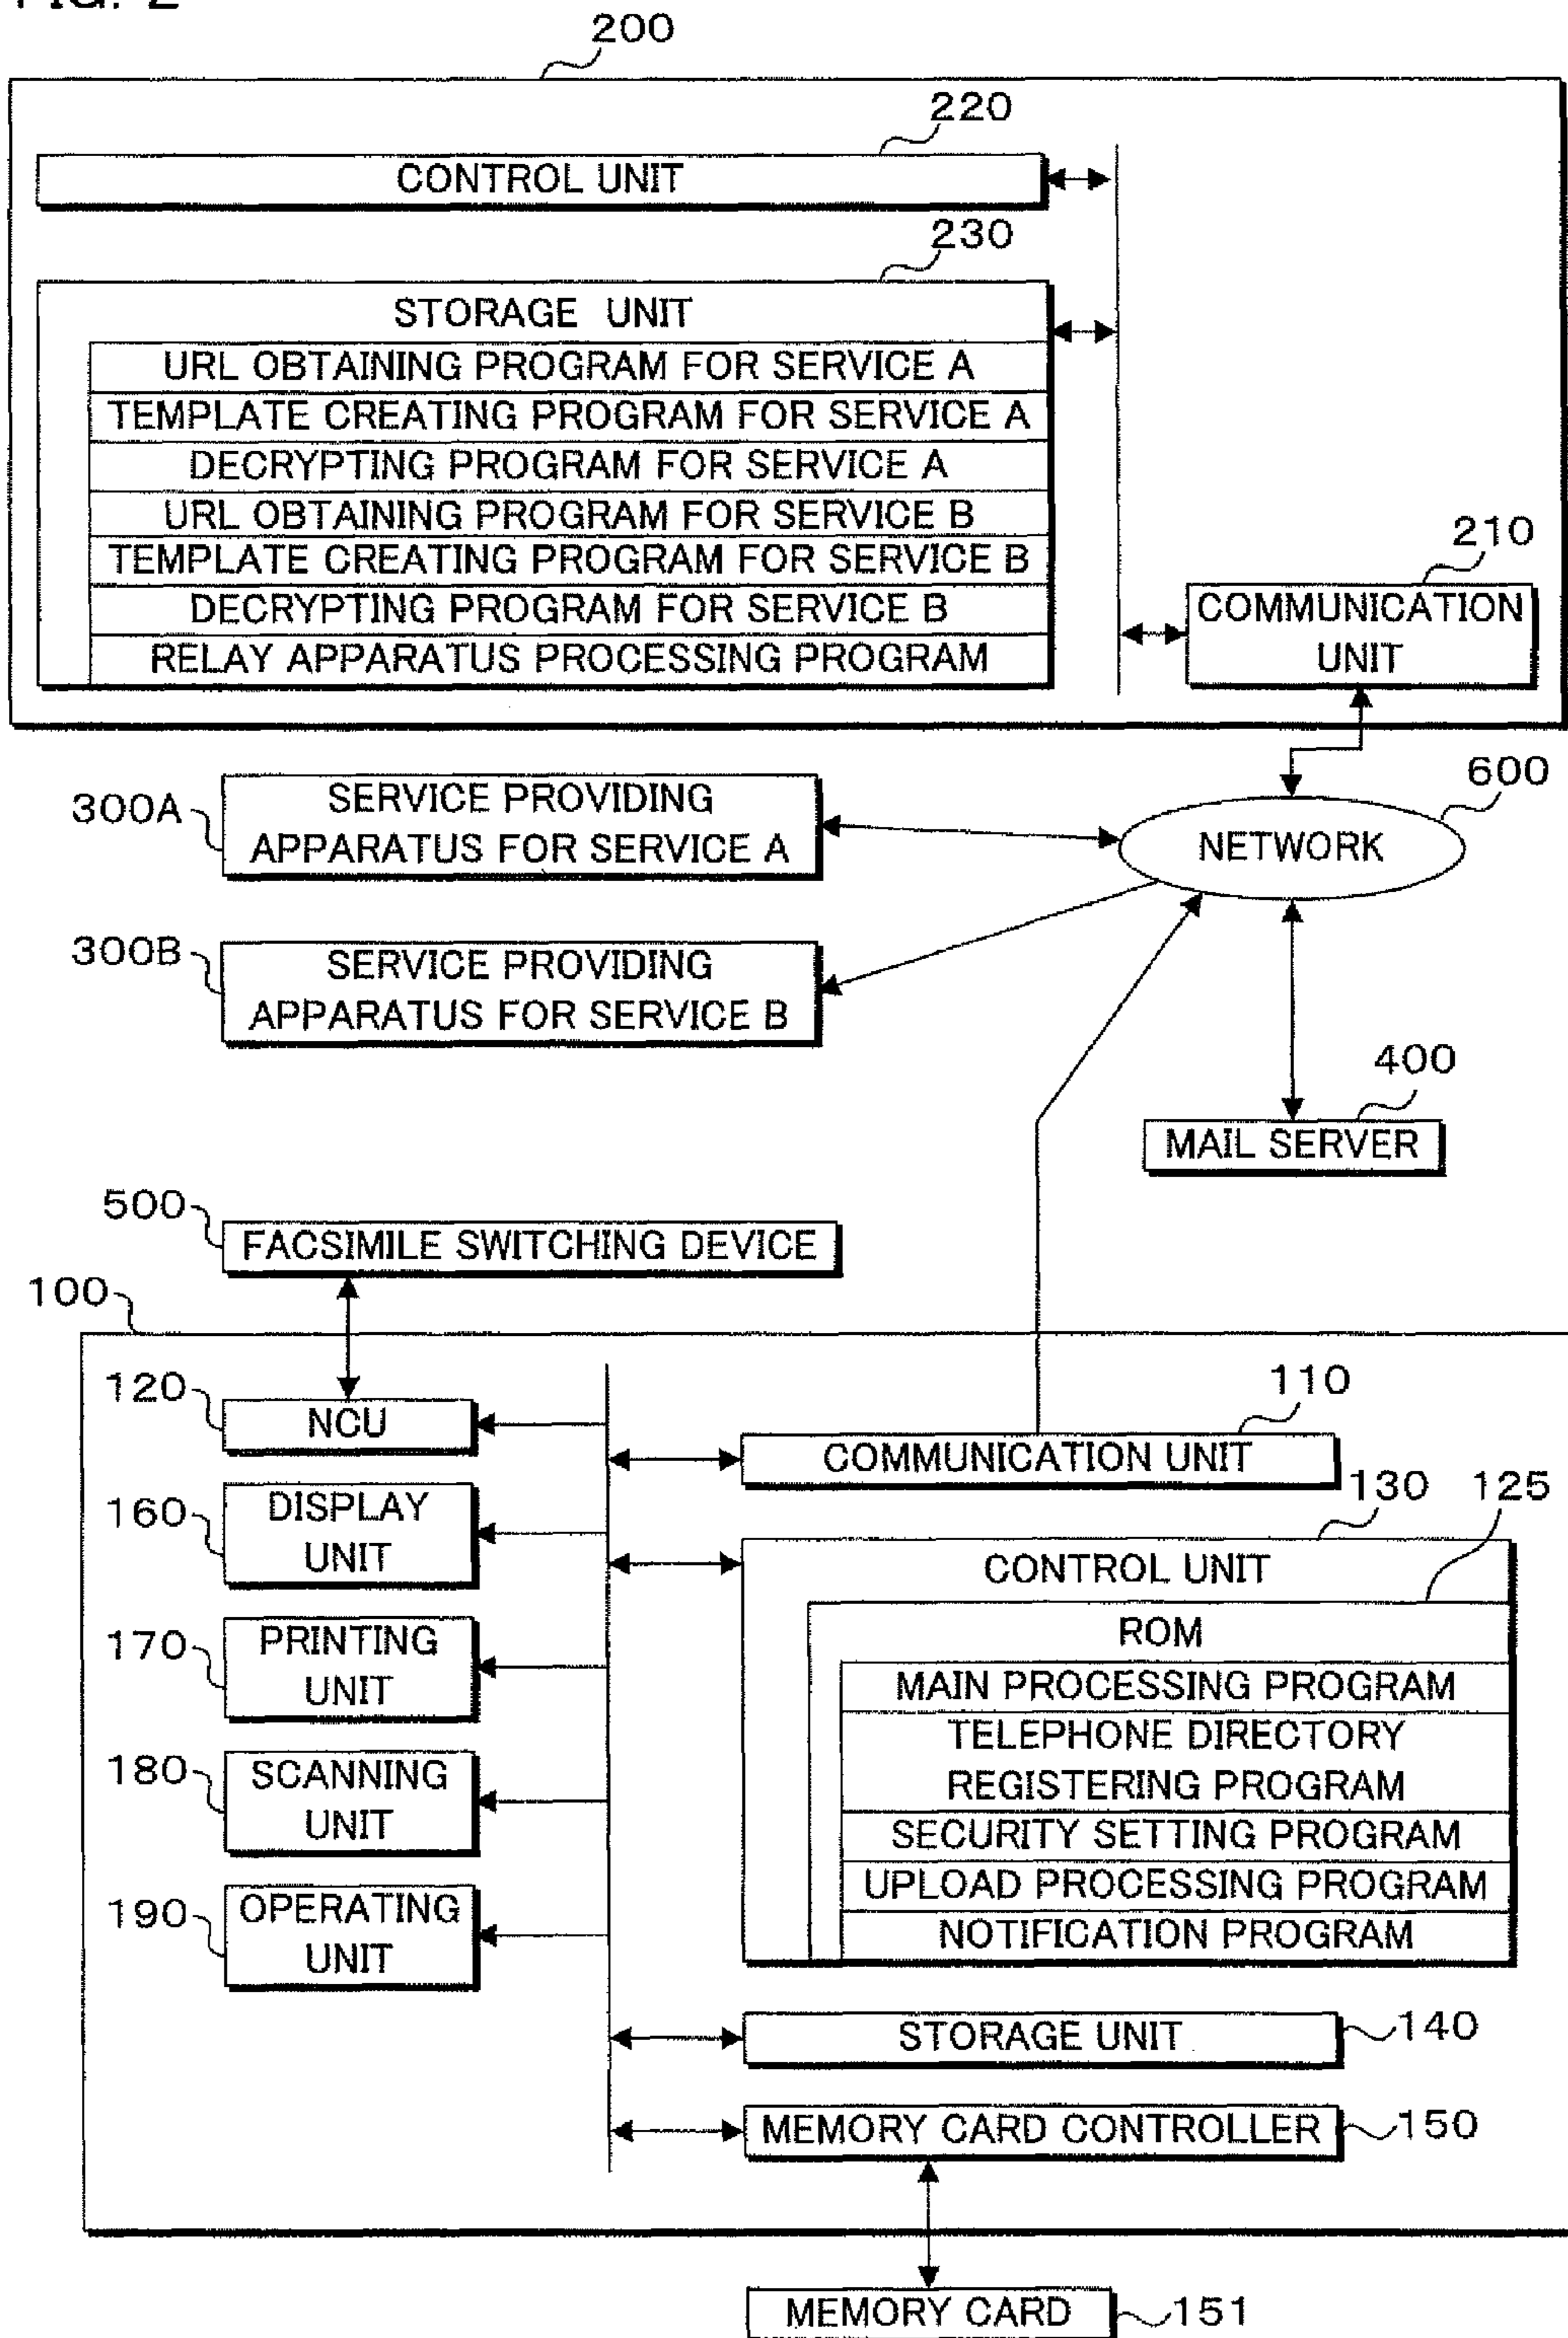 FIG. 2
200
220
CONTROL UNIT
230
STORAGE UNIT
URL OBTAINING PROGRAM FOR SERVICE A
TEMPLATE CREATING PROGRAM FOR SERVICE A
DECRYPTING PROGRAM FOR SERVICE A
URL OBTAINING PROGRAM FOR SERVICE B
TEMPLATE CREATING PROGRAM FOR SERVICE B
DECRYPTING PROGRAM FOR SERVICE B
RELAY APPARATUS PROCESSING PROGRAM
210
COMMUNICATION
UNIT
300A
SERVICE PROVIDING
APPARATUS FOR SERVICE A
600
NETWORK
300B
SERVICE PROVIDING
APPARATUS FOR SERVICE B
400
MAIL SERVER
500
FACSIMILE SWITCHING DEVICE
100
120
NCU
110
COMMUNICATION UNIT
160
DISPLAY
UNIT
130
125
CONTROL UNIT
ROM
MAIN PROCESSING PROGRAM
TELEPHONE DIRECTORY
REGISTERING PROGRAM
SECURITY SETTING PROGRAM
UPLOAD PROCESSING PROGRAM
NOTIFICATION PROGRAM
170
PRINTING
UNIT
180
SCANNING
UNIT
190
OPERATING
UNIT
STORAGE UNIT
140
MEMORY CARD CONTROLLER
150
MEMORY CARD
151